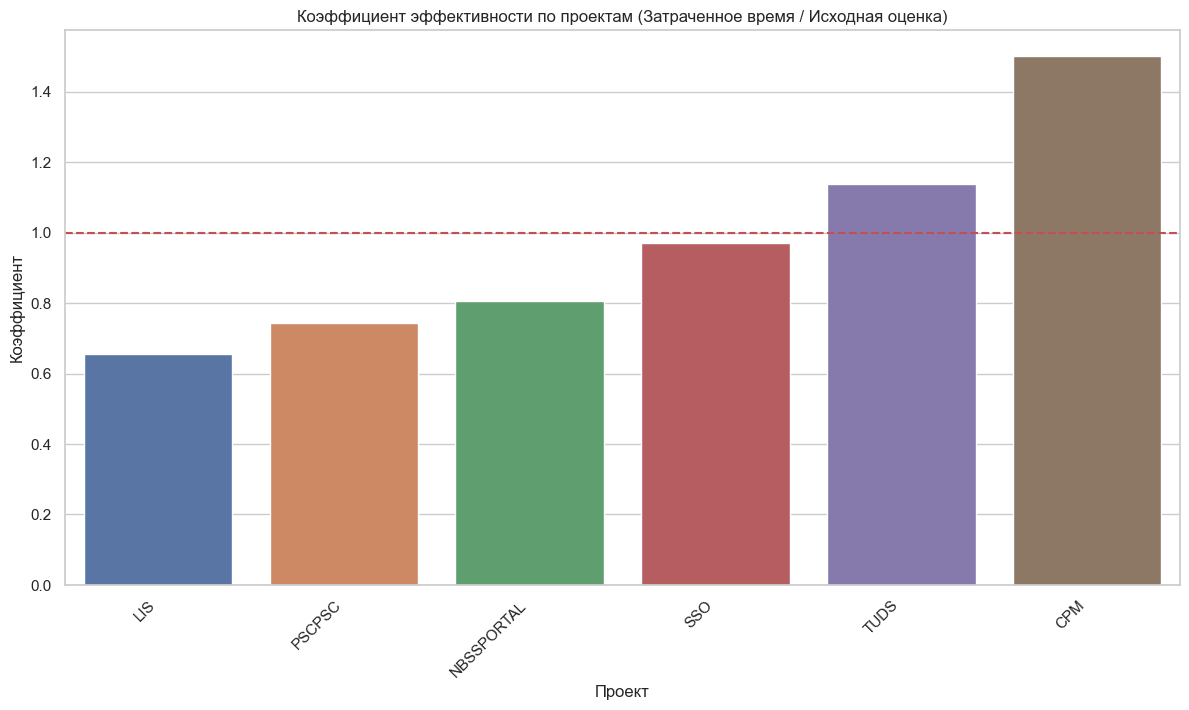 Коэффициент эффективности по проектам (Затраченное время / Исходная оценка)
Коэффициент
1.4
1.2
1.0
0.8
0.6
0.4
0.2
0.0
LIS
PSCPSC
NBSSPORTAL
SSO
TUDS
CPM
Проект